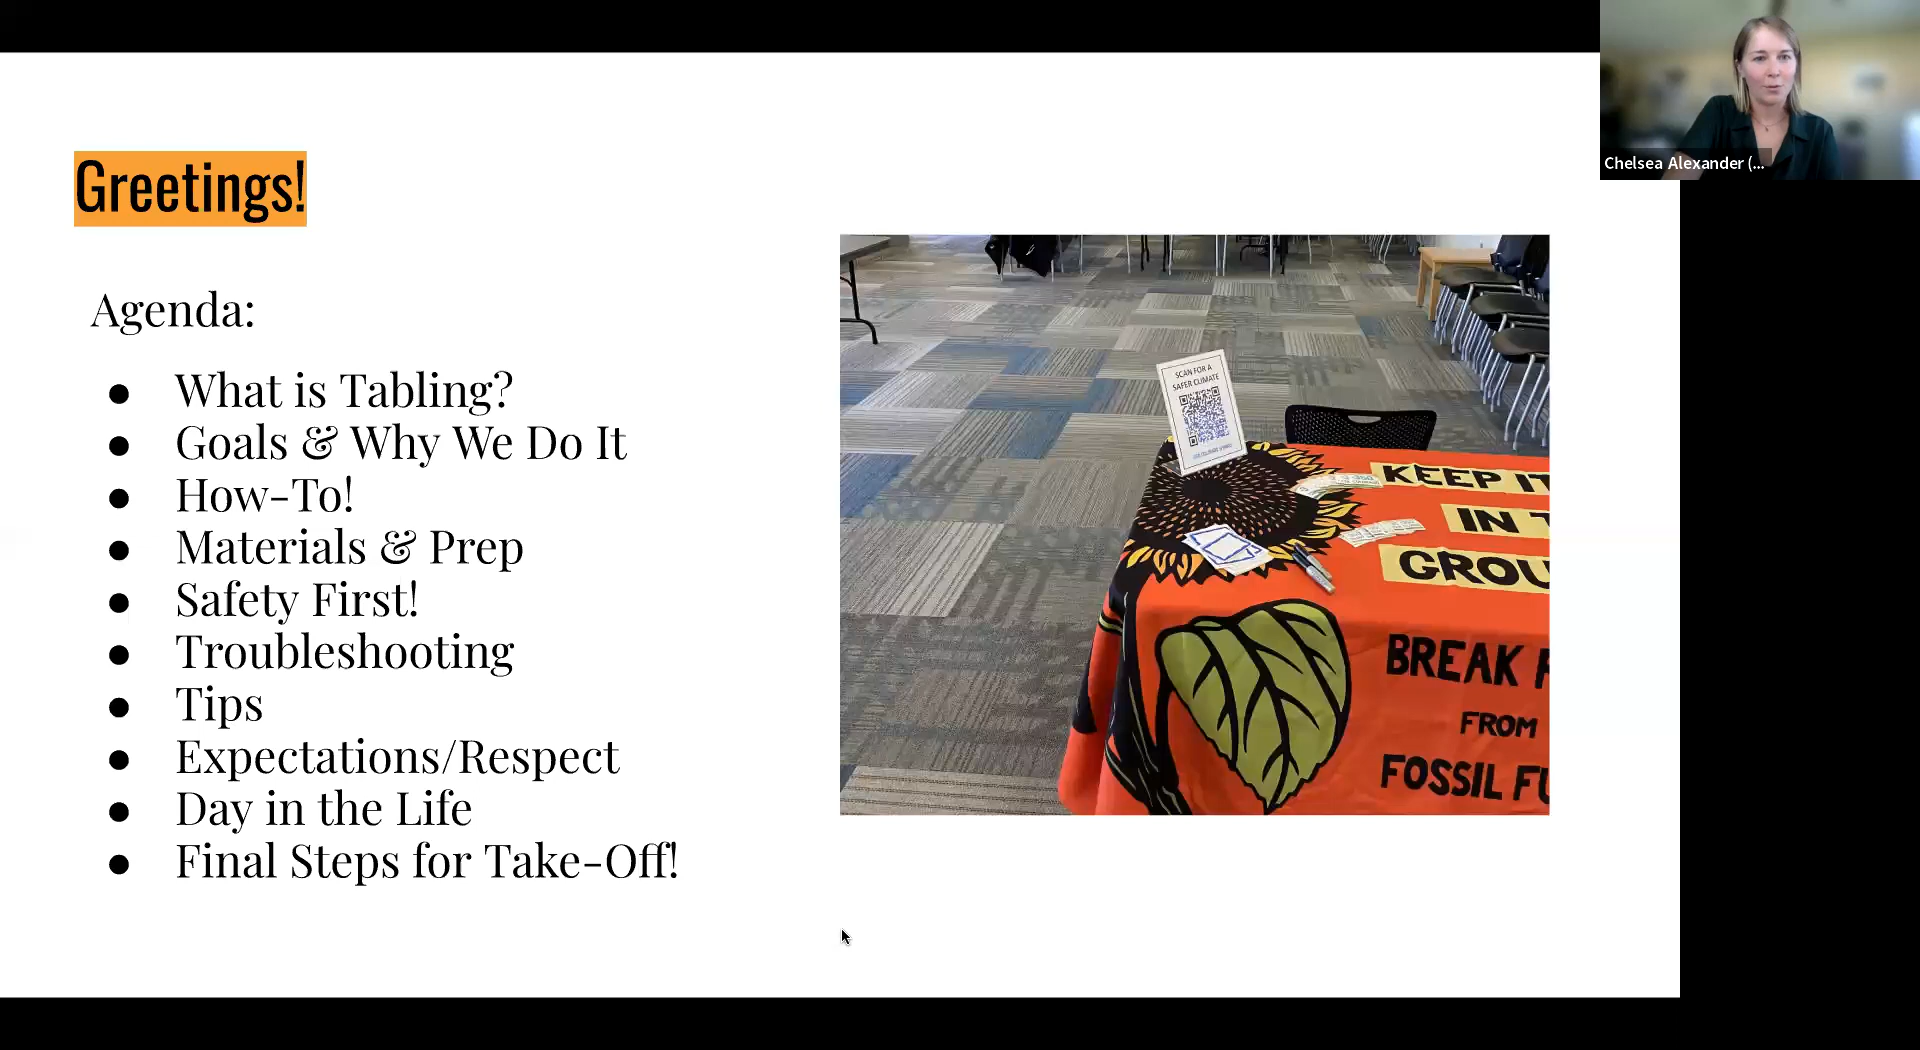 Greetings!
Agenda:
● What is Tabling?
● Goals & Why We Do It
● How-To!
● Materials & Prep
● Safety First!
● Troubleshooting
● Tips
● Expectations/Respect
● Day in the Life
● Final Steps for Take-Off!
SCAN FOR A
SAFER CLIMATE
KEEP IT
IN T
GROU
BREAK F
FROM
FOSSIL FU
Chelsea Alexander (...